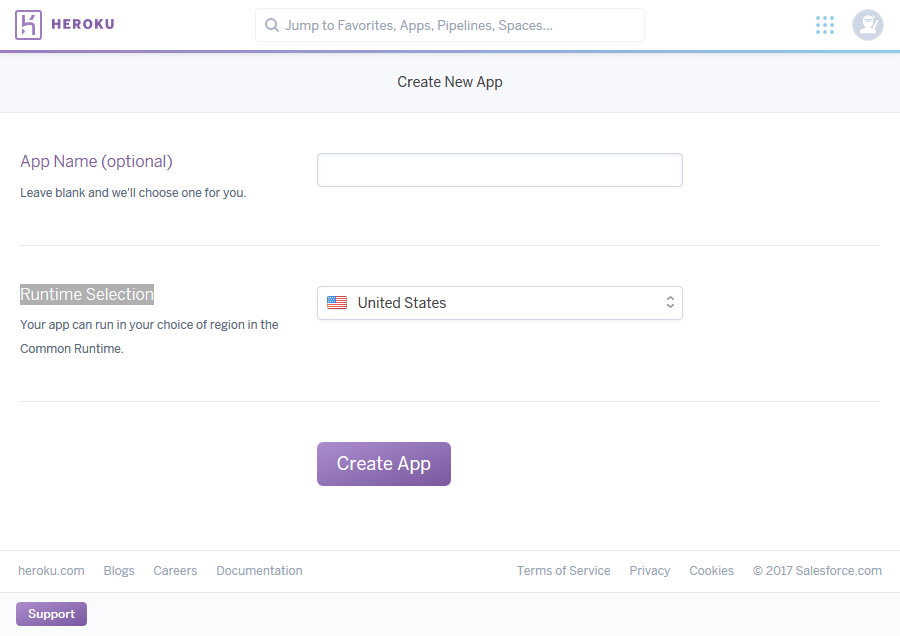 HEROKU
Jump to Favorites, Apps, Pipelines, Spaces...
Create New App
App Name (optional)
Leave blank and we'll choose one for you.
Runtime Selection
United States
Your app can run in your choice of region in the
Common Runtime.
Create App
heroku.com Blogs Careers Documentation Terms of Service Privacy Cookies © 2017 Salesforce.com
Support